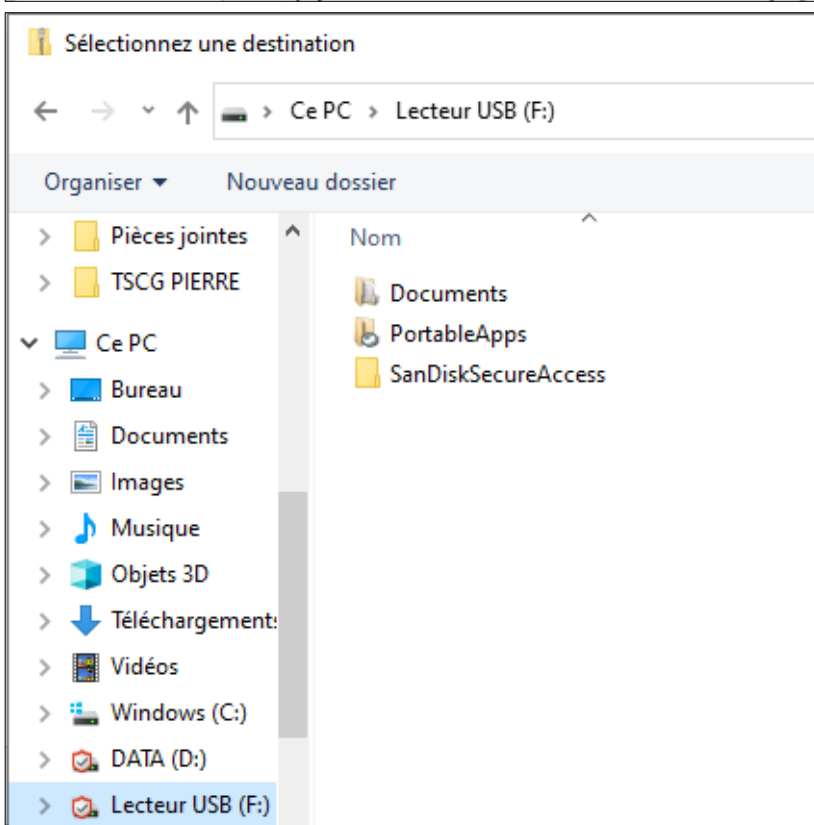 Sélectionnez une destination
Ce PC > Lecteur USB (F:)
Organiser Nouveau dossier
Pièces jointes
TSCG PIERRE
Ce PC
Bureau
Documents
Images
Musique
Objets 3D
Téléchargements
Vidéos
Windows (C:)
DATA (D:)
Lecteur USB (F:)
Nom
Documents
PortableApps
SanDiskSecureAccess